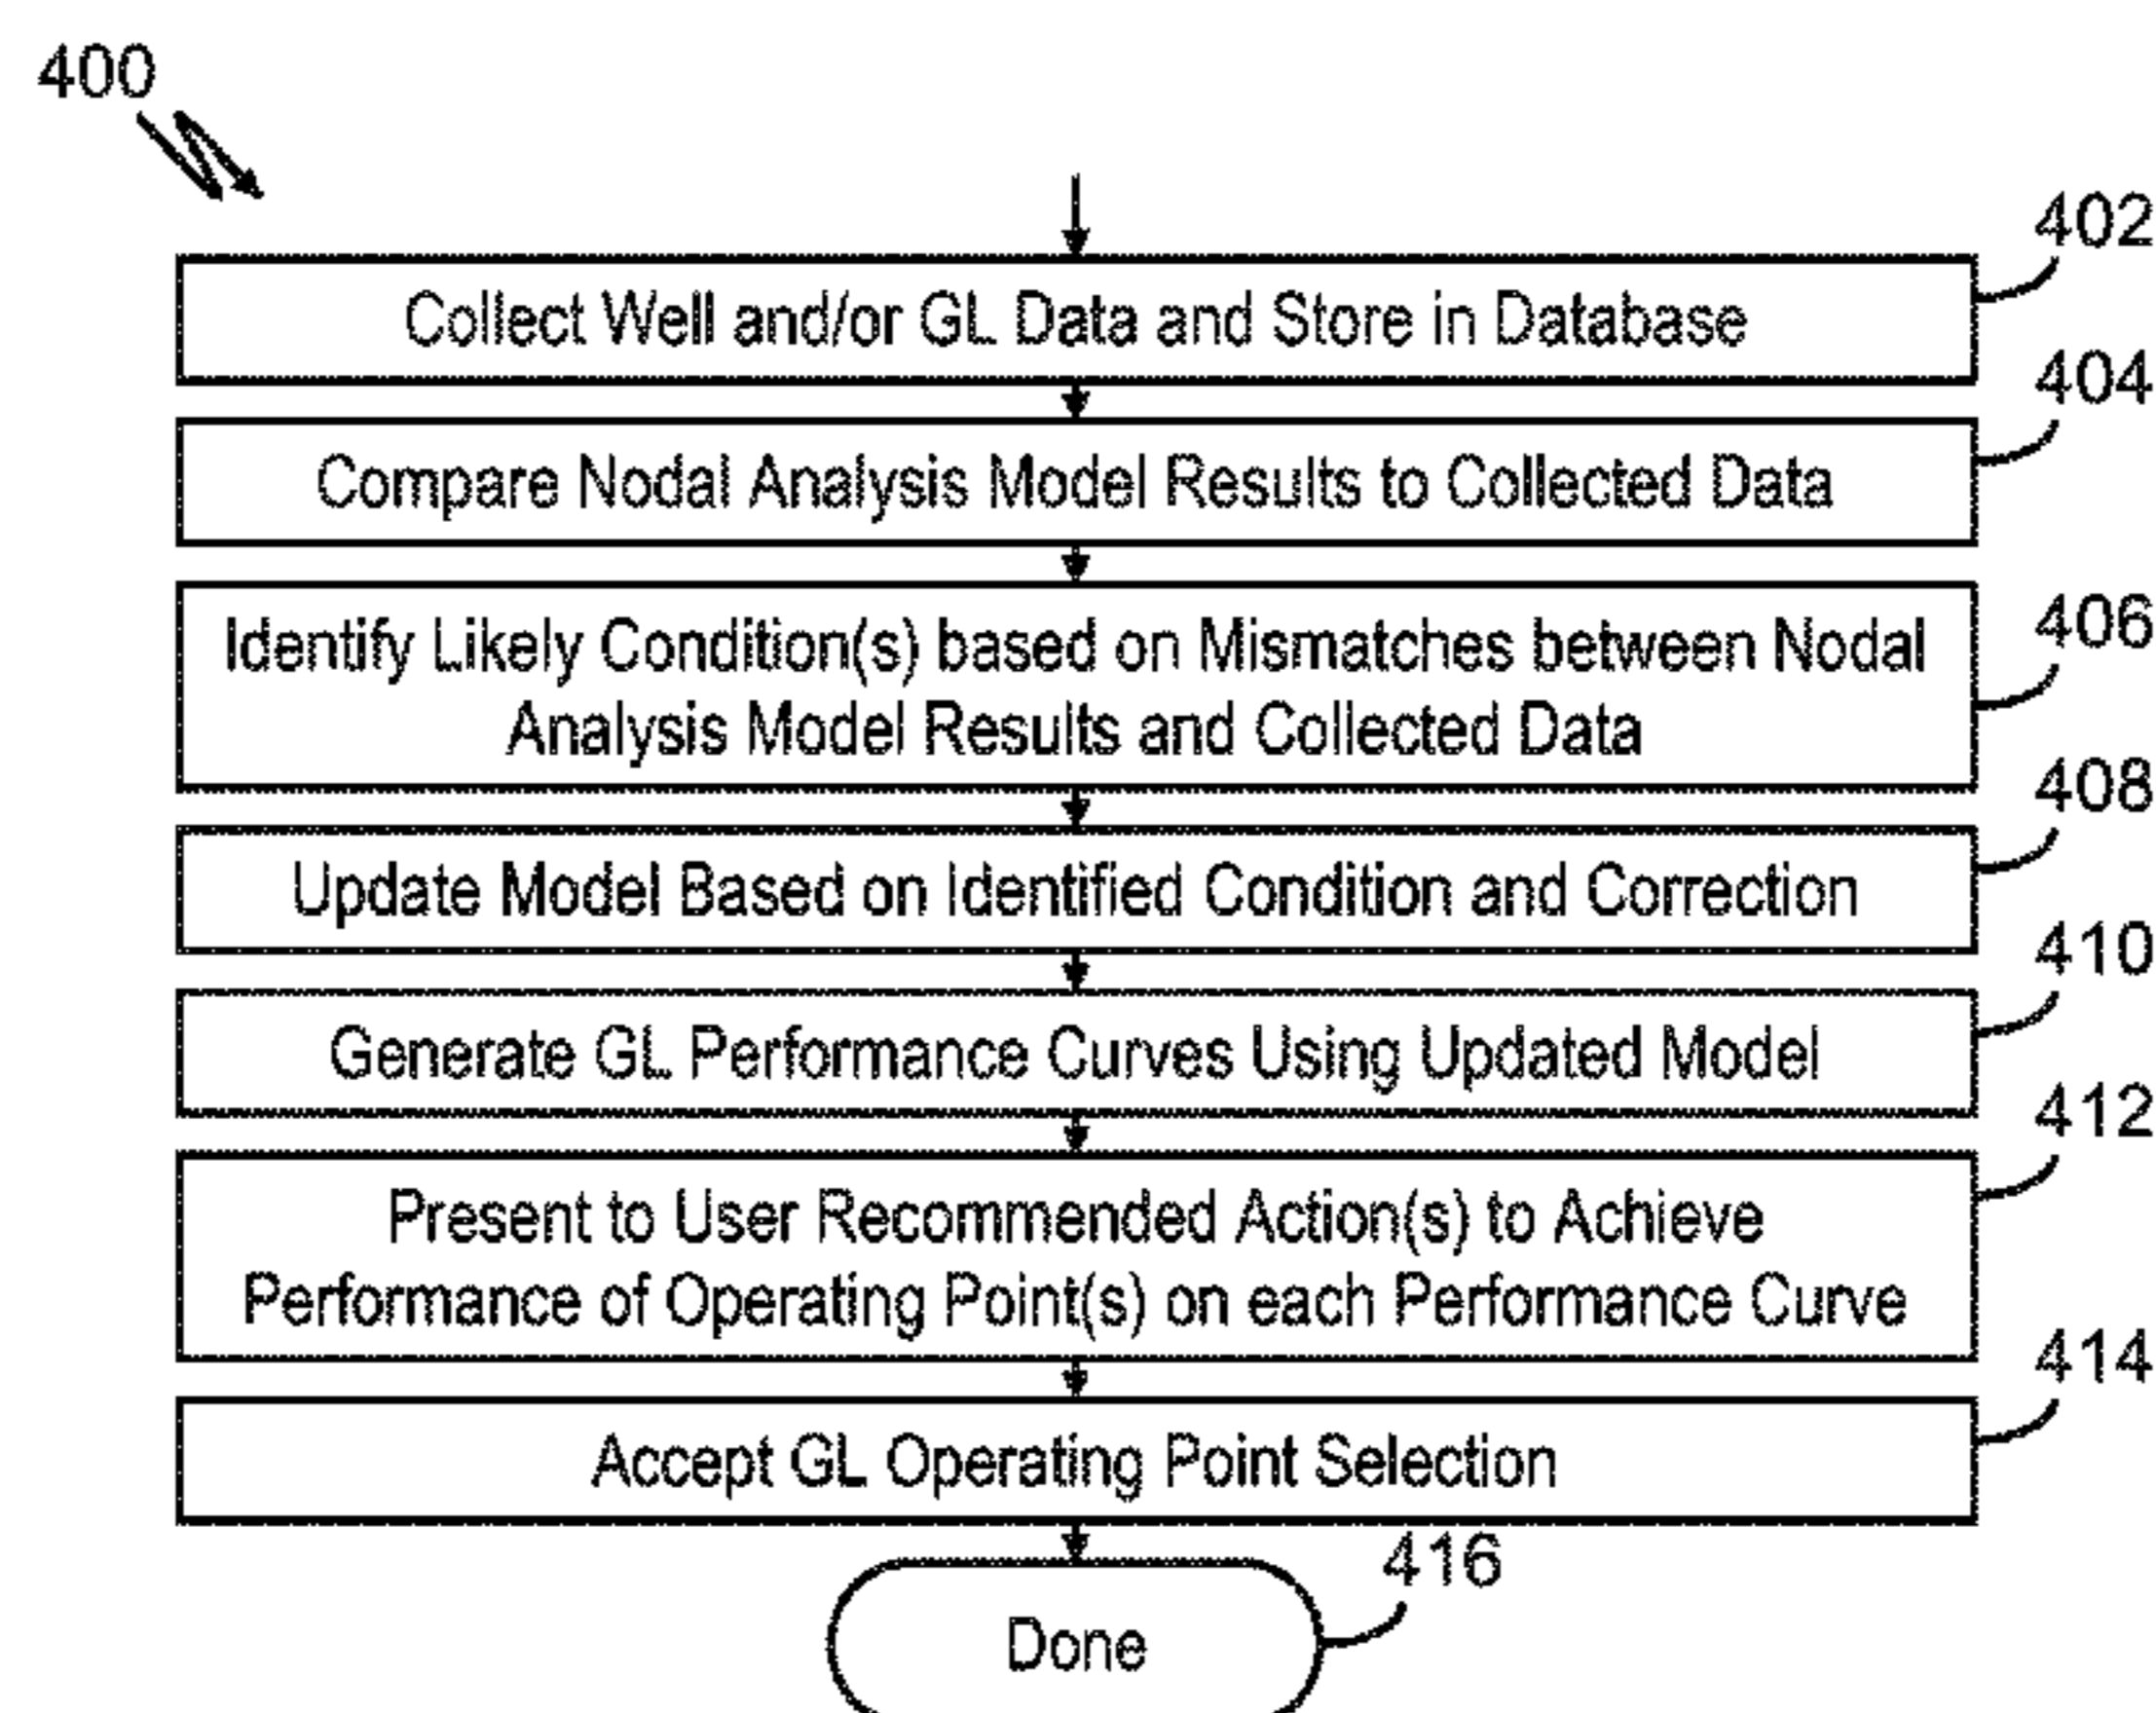 400
402
Collect Well and/or GL Data and Store in Database
404
Compare Nodal Analysis Model Results to Collected Data
406
Identify Likely Condition(s) based on Mismatches between Nodal
Analysis Model Results and Collected Data
408
Update Model Based on Identified Condition and Correction
410
Generate GL Performance Curves Using Updated Model
412
Present to User Recommended Action(s) to Achieve
Performance of Operating Point(s) on each Performance Curve
414
Accept GL Operating Point Selection
416
Done